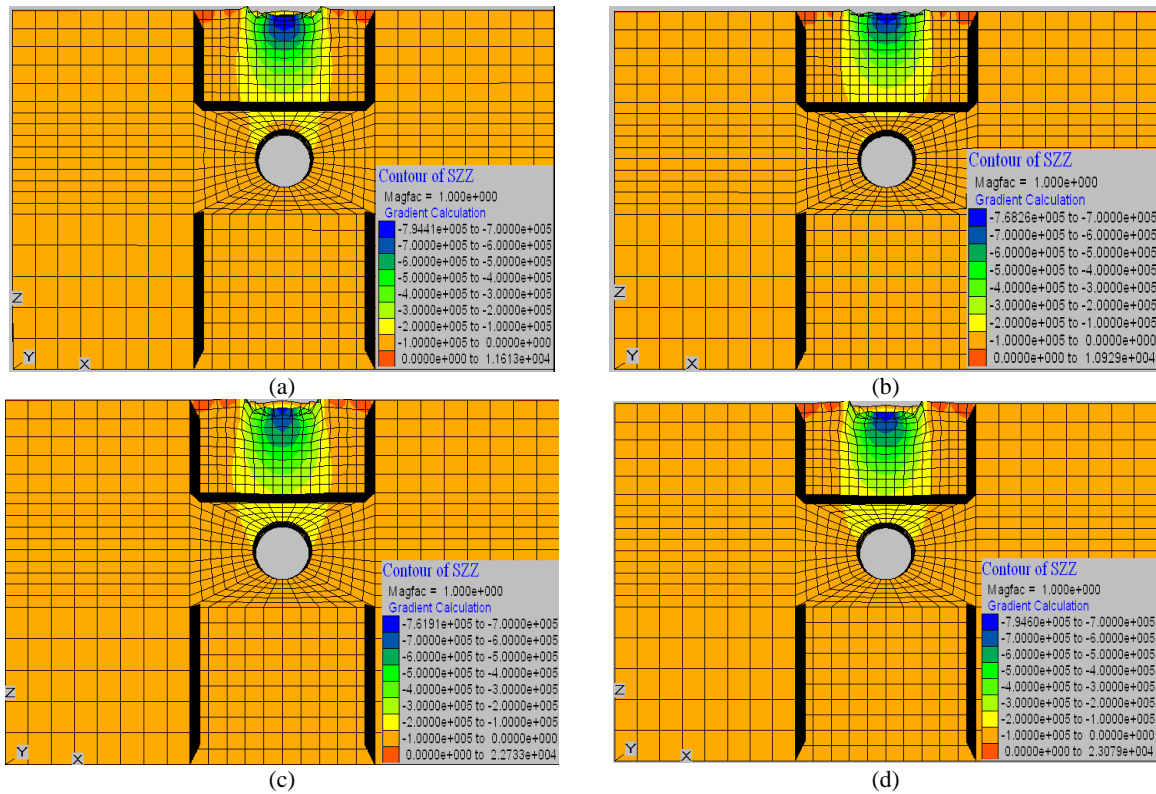 Contour of SZZ
Magfac = 1.000e+000
Gradient Calculation
-7.9441e+005 to -7.0000e+005
-7.0000e+005 to -6.0000e+005
-6.0000e+005 to -5.0000e+005
-5.0000e+005 to -4.0000e+005
-4.0000e+005 to -3.0000e+005
-3.0000e+005 to -2.0000e+005
-2.0000e+005 to -1.0000e+005
-1.0000e+005 to 0.0000e+000
0.0000e+000 to 1.1613e+004
Z
Y
X
(a)
Contour of SZZ
Magfac = 1.000e+000
Gradient Calculation
-7.6826e+005 to -7.0000e+005
-7.0000e+005 to -6.0000e+005
-6.0000e+005 to -5.0000e+005
-5.0000e+005 to -4.0000e+005
-4.0000e+005 to -3.0000e+005
-3.0000e+005 to -2.0000e+005
-2.0000e+005 to -1.0000e+005
-1.0000e+005 to 0.0000e+000
0.0000e+000 to 1.0929e+004
Z
Y
X
(b)
Contour of SZZ
Magfac = 1.000e+000
Gradient Calculation
-7.6191e+005 to -7.0000e+005
-7.0000e+005 to -6.0000e+005
-6.0000e+005 to -5.0000e+005
-5.0000e+005 to -4.0000e+005
-4.0000e+005 to -3.0000e+005
-3.0000e+005 to -2.0000e+005
-2.0000e+005 to -1.0000e+005
-1.0000e+005 to 0.0000e+000
0.0000e+000 to 2.2733e+004
Z
Y
X
(c)
Contour of SZZ
Magfac = 1.000e+000
Gradient Calculation
-7.9460e+005 to -7.0000e+005
-7.0000e+005 to -6.0000e+005
-6.0000e+005 to -5.0000e+005
-5.0000e+005 to -4.0000e+005
-4.0000e+005 to -3.0000e+005
-3.0000e+005 to -2.0000e+005
-2.0000e+005 to -1.0000e+005
-1.0000e+005 to 0.0000e+000
0.0000e+000 to 2.3079e+004
Z
Y
X
(d)